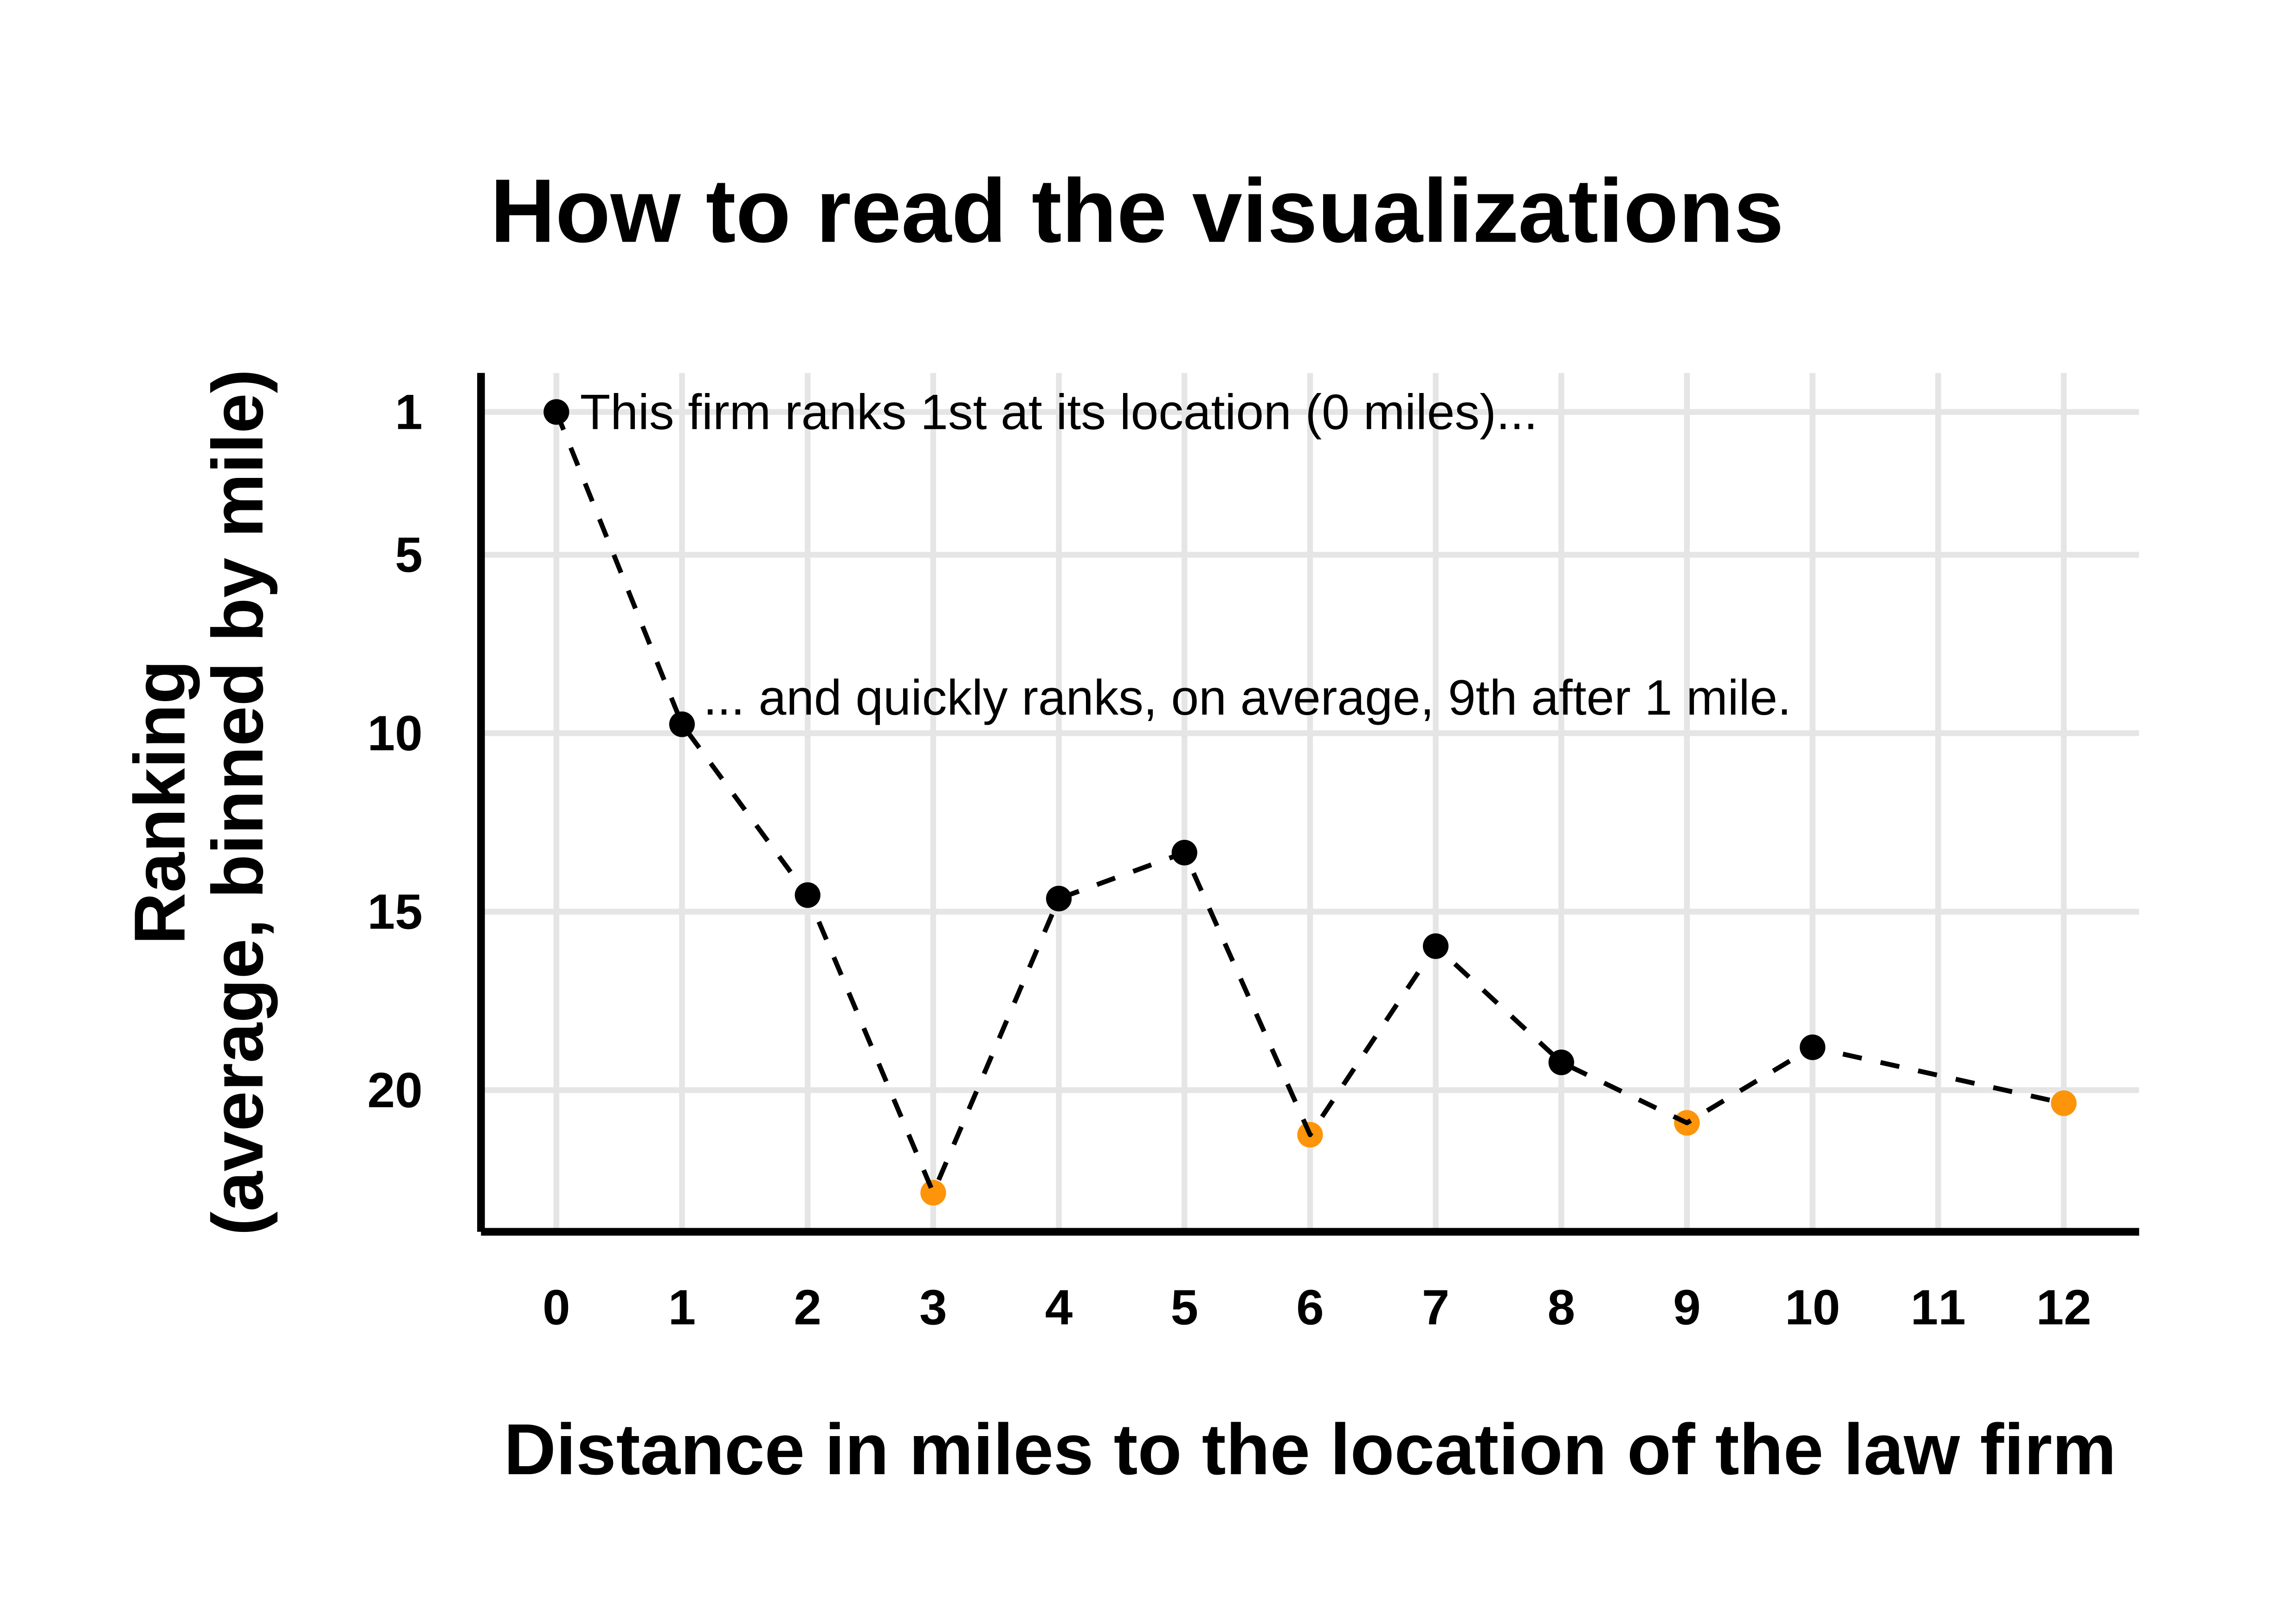 How to read the visualizations
Ranking
(average, binned by mile)
1
This firm ranks 1st at its location (0 miles)...
5
... and quickly ranks, on average, 9th after 1 mile.
10
15
20
0 1 2 3 4 5 6 7 8 9 10 11 12
Distance in miles to the location of the law firm